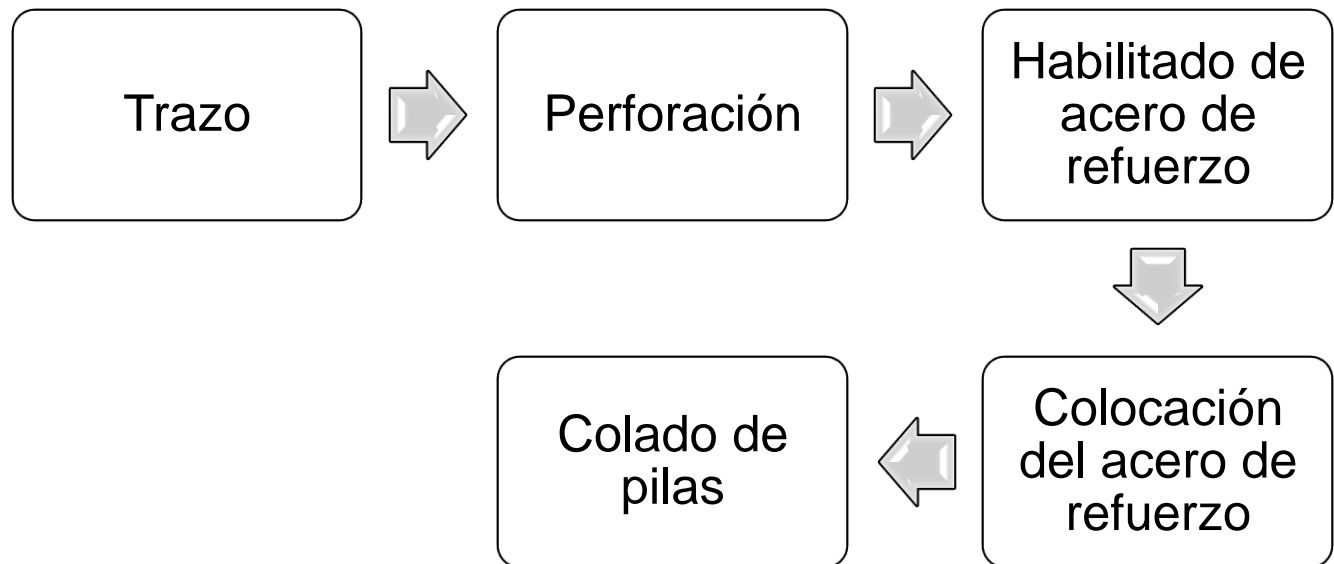 Trazo
Perforación
Habilitado de
acero de
refuerzo
Colocación
del acero de
refuerzo
Colado de
pilas